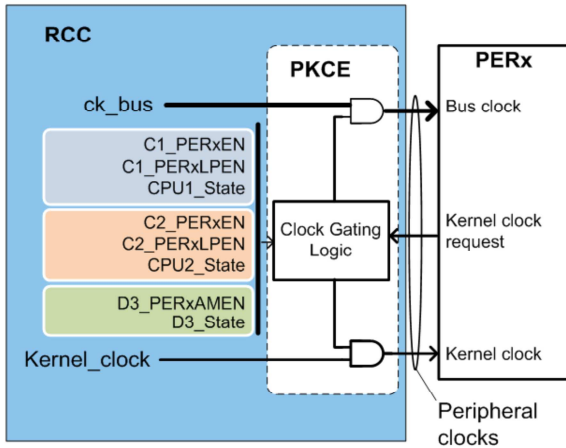 RCC
PKCE
PERx
ck_bus
Bus clock
C1_PERxEN
C1_PERxLPEN
CPU1_State
C2_PERxEN
C2_PERxLPEN
CPU2_State
Clock Gating
Logic
Kernel clock
request
D3_PERxAMEN
D3_State
Kernel_clock
Kernel clock
Peripheral
clocks